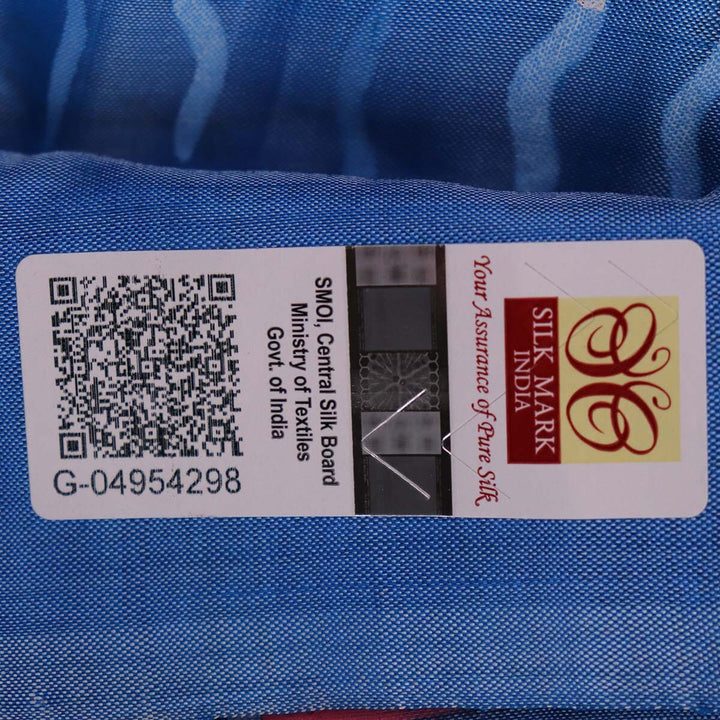 G-04954298
SMOI, Central Silk Board
Ministry of Textiles
Govt. of India
Your Assurance of Pure Silk
SILK MARK
INDIA